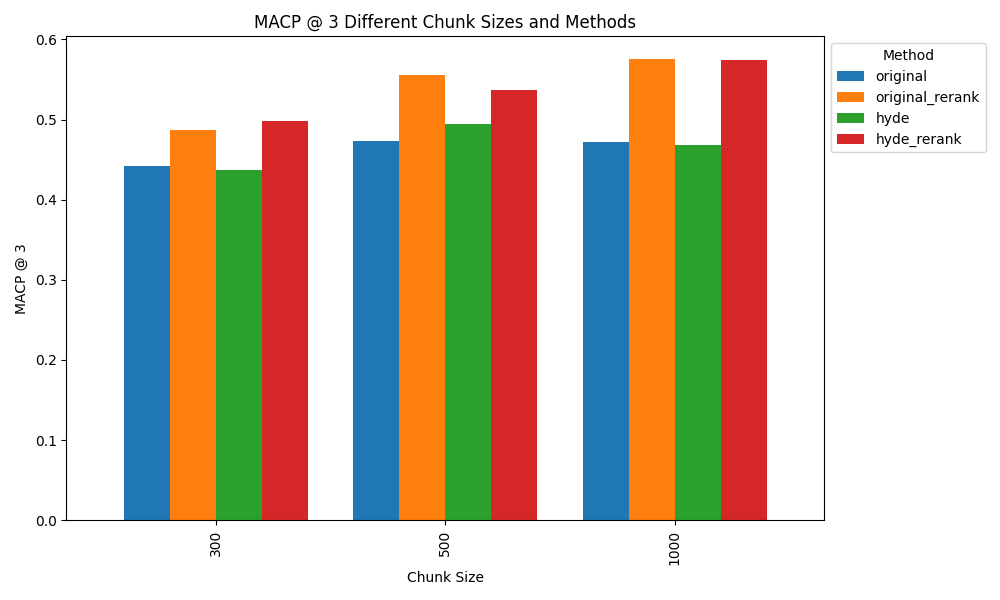 MACP @ 3 Different Chunk Sizes and Methods
Method
original
original_rerank
hyde
hyde_rerank
MACP @ 3
0.6
0.5
0.4
0.3
0.2
0.1
0.0
300
500
1000
Chunk Size